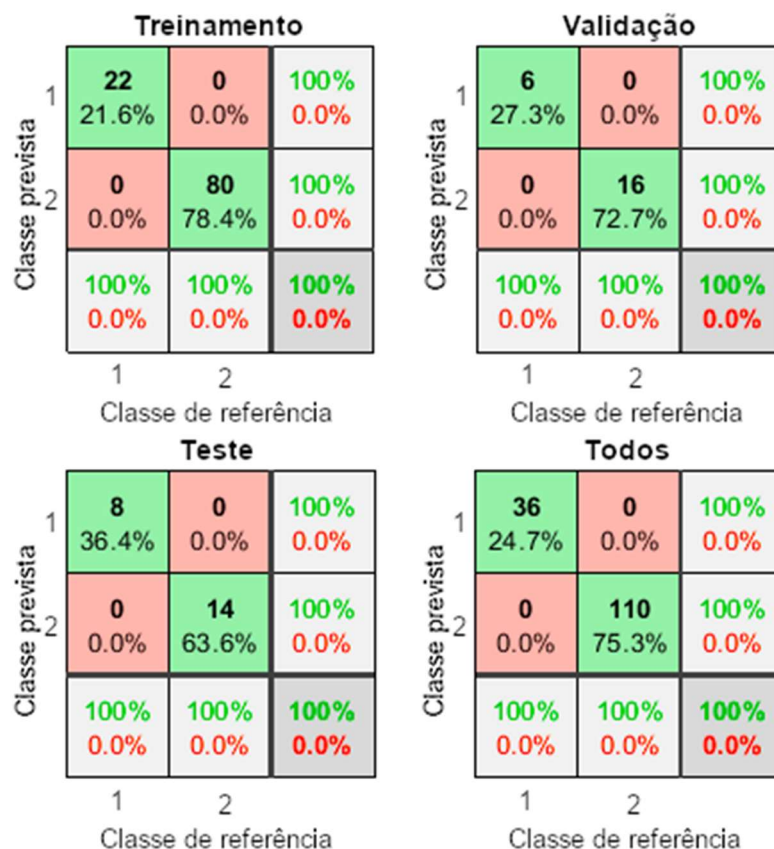 Treinamento
Classe prevista
1
22 0 100%
21.6% 0.0% 0.0%
2
0 80 100%
0.0% 78.4% 0.0%
100% 100% 100%
0.0% 0.0% 0.0%
1 2
Classe de referência
Validação
Classe prevista
1
6 0 100%
27.3% 0.0% 0.0%
2
0 16 100%
0.0% 72.7% 0.0%
100% 100% 100%
0.0% 0.0% 0.0%
1 2
Classe de referência
Teste
Classe prevista
1
8 0 100%
36.4% 0.0% 0.0%
2
0 14 100%
0.0% 63.6% 0.0%
100% 100% 100%
0.0% 0.0% 0.0%
1 2
Classe de referência
Todos
Classe prevista
1
36 0 100%
24.7% 0.0% 0.0%
2
0 110 100%
0.0% 75.3% 0.0%
100% 100% 100%
0.0% 0.0% 0.0%
1 2
Classe de referência